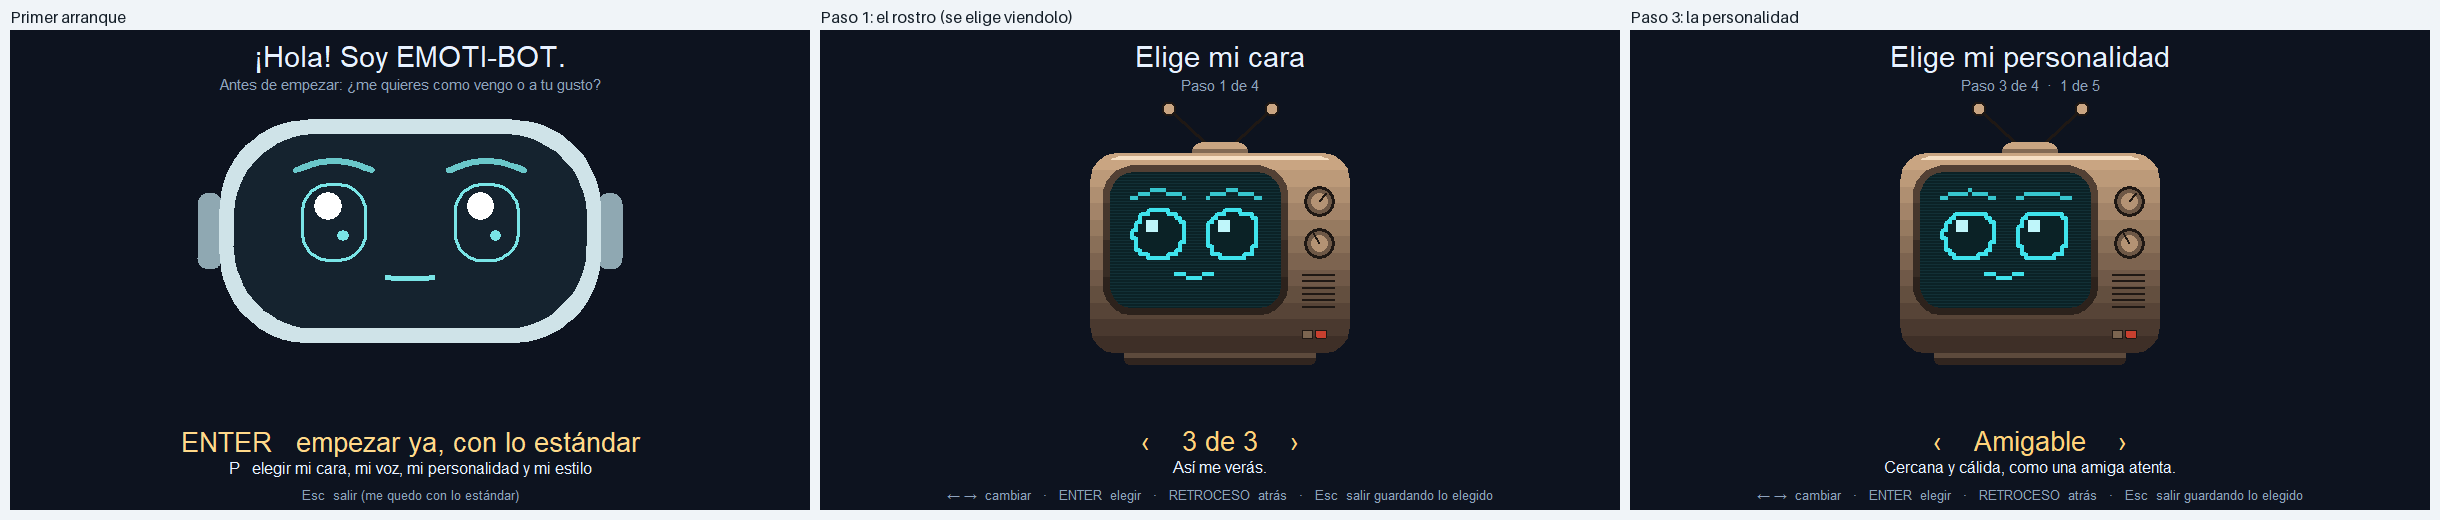 Primer arranque
¡Hola! Soy EMOTI-BOT.
Antes de empezar: ¿me quieres como vengo o a tu gusto?
ENTER empezar ya, con lo estándar
P elegir mi cara, mi voz, mi personalidad y mi estilo
Esc salir (me quedo con lo estándar)
Paso 1: el rostro (se elige viendolo)
Elige mi cara
Paso 1 de 4
‹ 3 de 3 ›
Así me verás.
←→ cambiar · ENTER elegir · RETROCESO atrás · Esc salir guardando lo elegido
Paso 3: la personalidad
Elige mi personalidad
Paso 3 de 4 · 1 de 5
‹ Amigable ›
Cercana y cálida, como una amiga atenta.
←→ cambiar · ENTER elegir · RETROCESO atrás · Esc salir guardando lo elegido